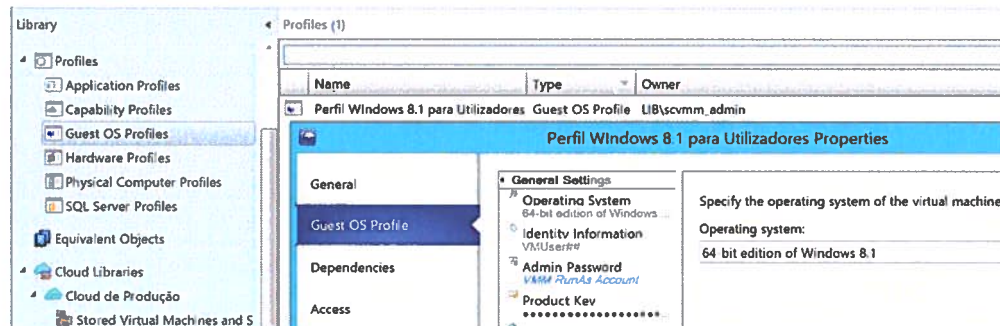 Library
Profiles (1)
Profiles
Application Profiles
Capability Profiles
Guest OS Profiles
Hardware Profiles
Physical Computer Profiles
SQL Server Profiles
Equivalent Objects
Cloud Libraries
Cloud de Produção
Stored Virtual Machines and S
Name Type Owner
Perfil WIndows 8.1 para Utilizadores Guest OS Profile LIB\scvmm_admin
Perfil WIndows 8.1 para Utilizadores Properties
General
Guest OS Profile
Dependencies
Access
General Settings
Operating System
64-bit edition of Windows ...
Identity Information
VMUser##
Admin Password
VMM RunAs Account
Product Key
Specify the operating system of the virtual machine
Operating system:
64 bit edition of Windows 8.1